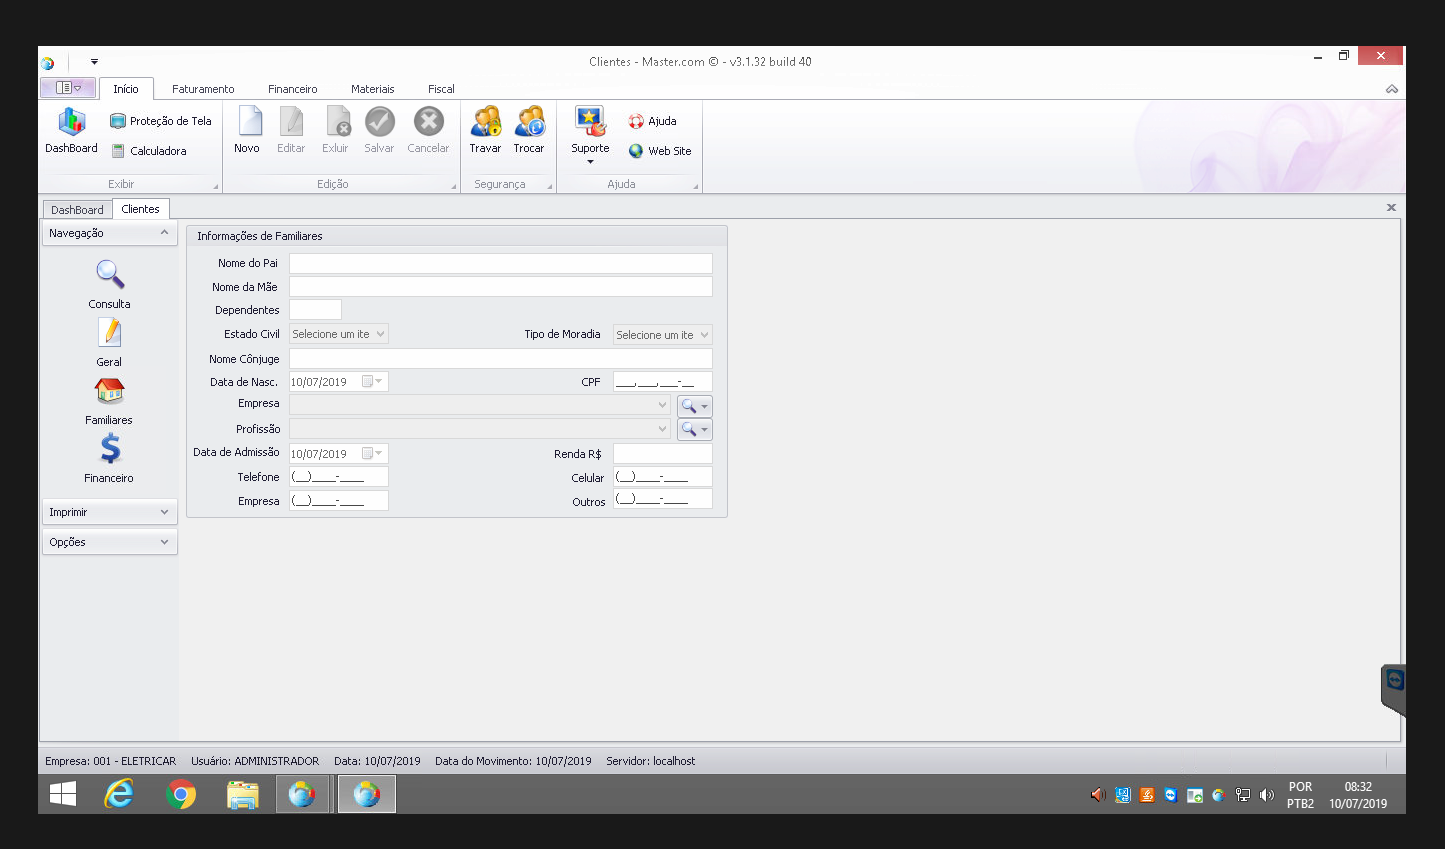 Clientes - Master.com © - v3.1.32 build 40
Início Faturamento Financeiro Materiais Fiscal
DashBoard
Proteção de Tela
Calculadora
Exibir
Novo Editar Exluir Salvar Cancelar
Edição
Travar Trocar
Segurança
Suporte
Ajuda
Web Site
Ajuda
DashBoard Clientes
Navegação
Consulta
Geral
Familiares
Financeiro
Imprimir
Opções
Informações de Familiares
Nome do Pai
Nome da Mãe
Dependentes
Estado Civil Selecione um ite Tipo de Moradia Selecione um ite
Nome Cônjuge
Data de Nasc. 10/07/2019 CPF ___.___.___-__
Empresa
Profissão
Data de Admissão 10/07/2019 Renda R$
Telefone (__)____-____ Celular (__)____-____
Empresa (__)____-____ Outros (__)____-____
Empresa: 001 - ELETRICAR Usuário: ADMINISTRADOR Data: 10/07/2019 Data do Movimento: 10/07/2019 Servidor: localhost
POR 08:32
PTB2 10/07/2019